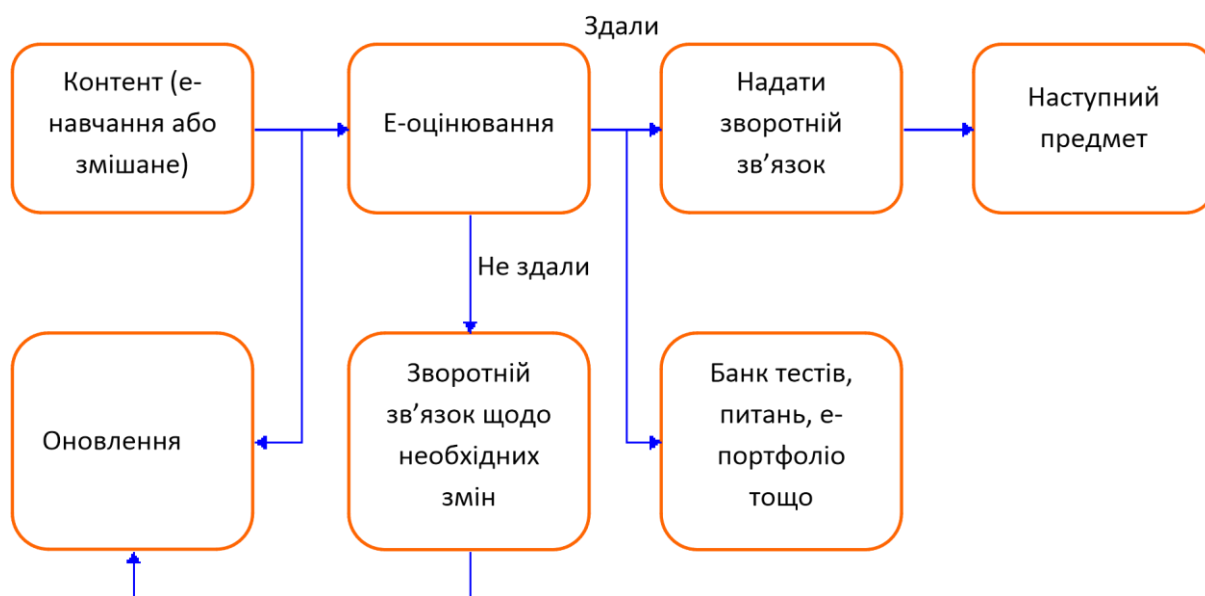 Здали
Контент (е-
навчання або
змішане)
Е-оцінювання
Надати
зворотній
зв’язок
Наступний
предмет
Не здали
Оновлення
Зворотній
зв’язок щодо
необхідних
змін
Банк тестів,
питань, е-
портфоліо
тощо